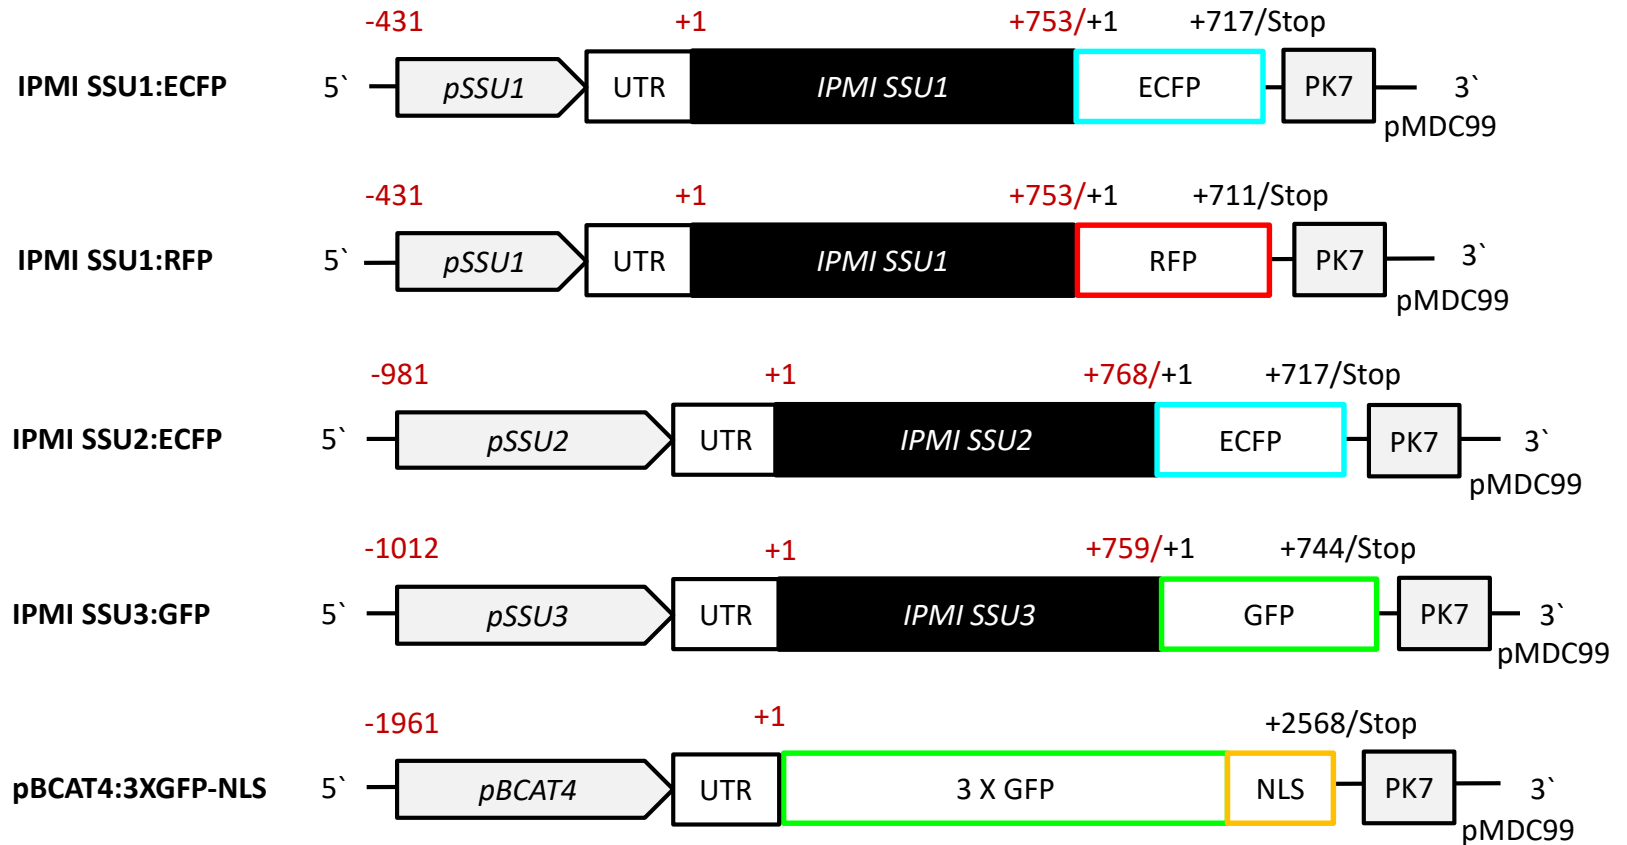 -431 +1 +753/+1 +717/Stop
IPMI SSU1:ECFP 5` pSSU1 UTR IPMI SSU1 ECFP PK7 3`
pMDC99
-431 +1 +753/+1 +711/Stop
IPMI SSU1:RFP 5` pSSU1 UTR IPMI SSU1 RFP PK7 3`
pMDC99
-981 +1 +768/+1 +717/Stop
IPMI SSU2:ECFP 5` pSSU2 UTR IPMI SSU2 ECFP PK7 3`
pMDC99
-1012 +1 +759/+1 +744/Stop
IPMI SSU3:GFP 5` pSSU3 UTR IPMI SSU3 GFP PK7 3`
pMDC99
-1961 +1 +2568/Stop
pBCAT4:3XGFP-NLS 5` pBCAT4 UTR 3 X GFP NLS PK7 3`
pMDC99